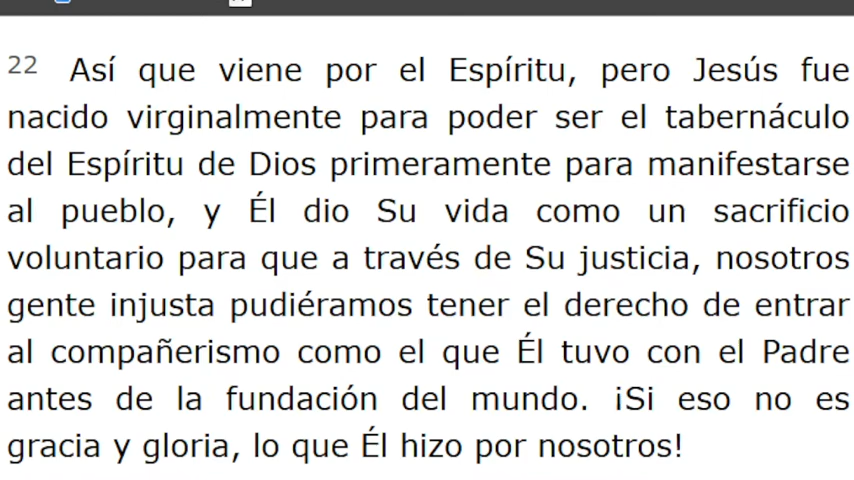 22 Así que viene por el Espíritu, pero Jesús fue
nacido virginalmente para poder ser el tabernáculo
del Espíritu de Dios primeramente para manifestarse
al pueblo, y Él dio Su vida como un sacrificio
voluntario para que a través de Su justicia, nosotros
gente injusta pudiéramos tener el derecho de entrar
al compañerismo como el que Él tuvo con el Padre
antes de la fundación del mundo. ¡Si eso no es
gracia y gloria, lo que Él hizo por nosotros!